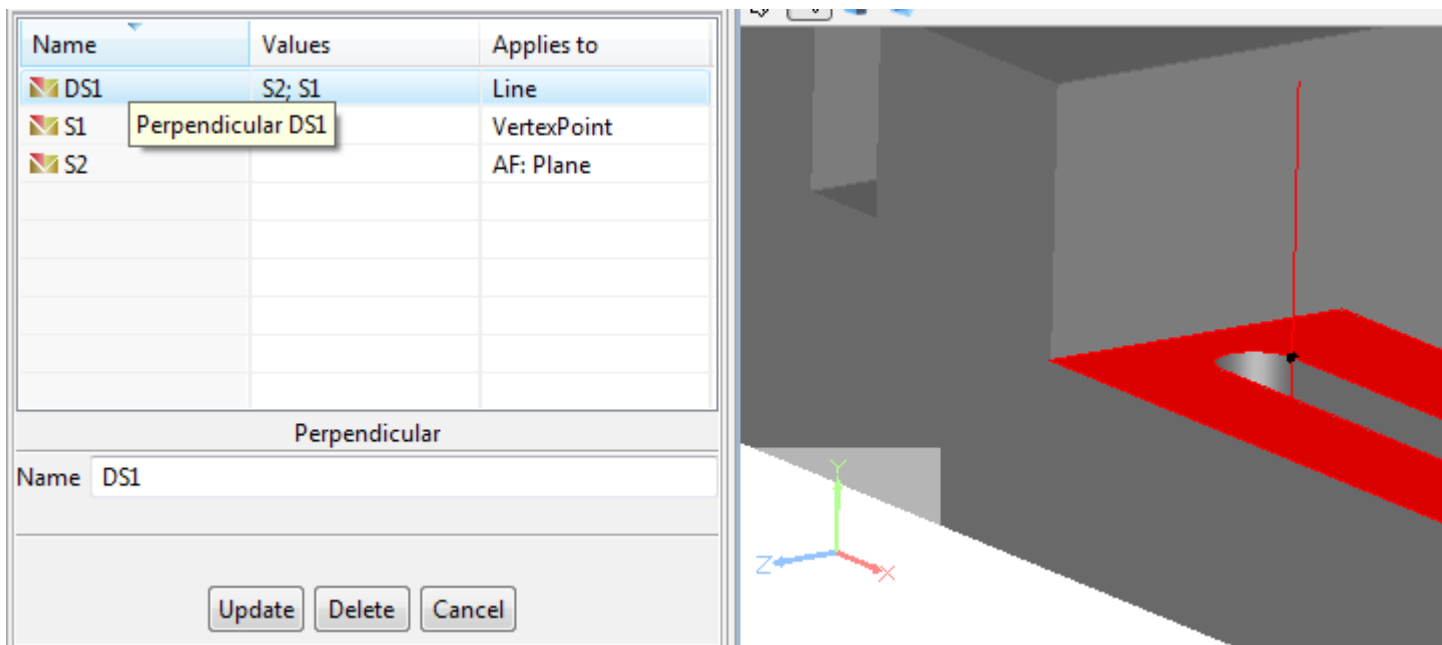 Name Values Applies to
DS1 S2; S1 Line
Perpendicular DS1
S1 VertexPoint
S2 AF: Plane
Perpendicular
Name DS1
Update Delete Cancel
Y
Z
X